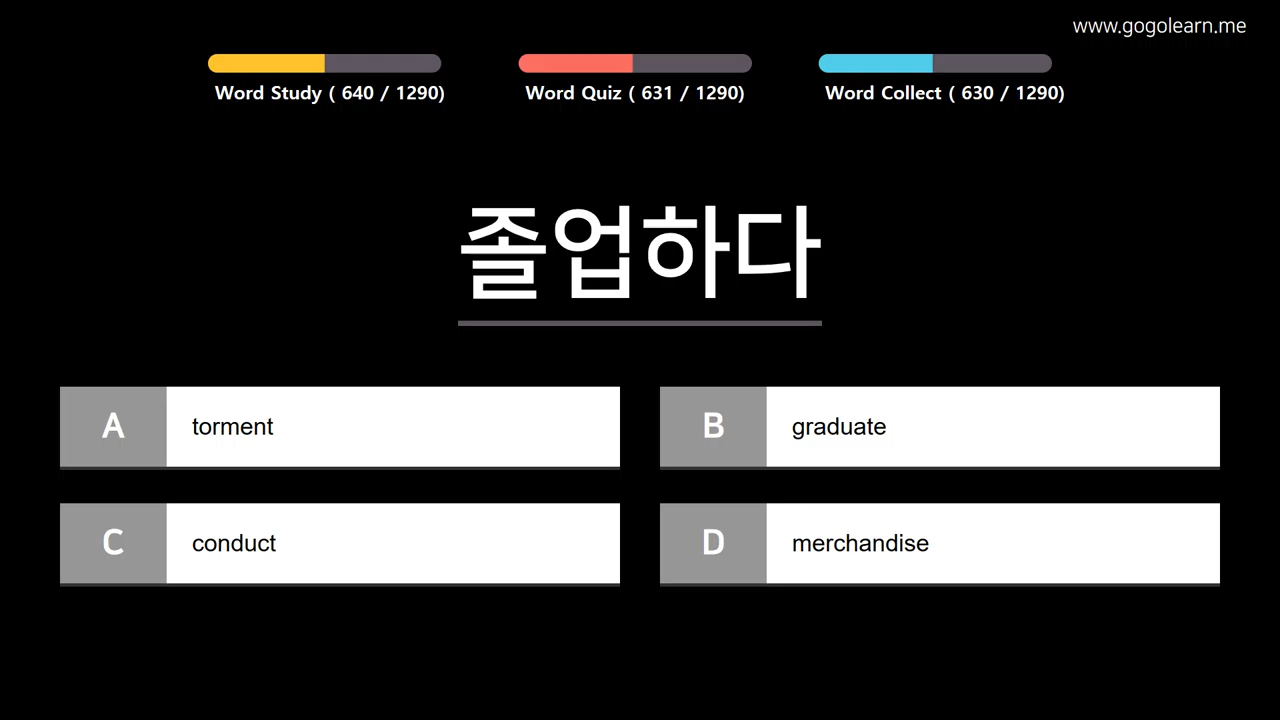 www.gogolearn.me
Word Study ( 640 / 1290)
Word Quiz ( 631 / 1290)
Word Collect ( 630 / 1290)
졸업하다
A torment
B graduate
C conduct
D merchandise